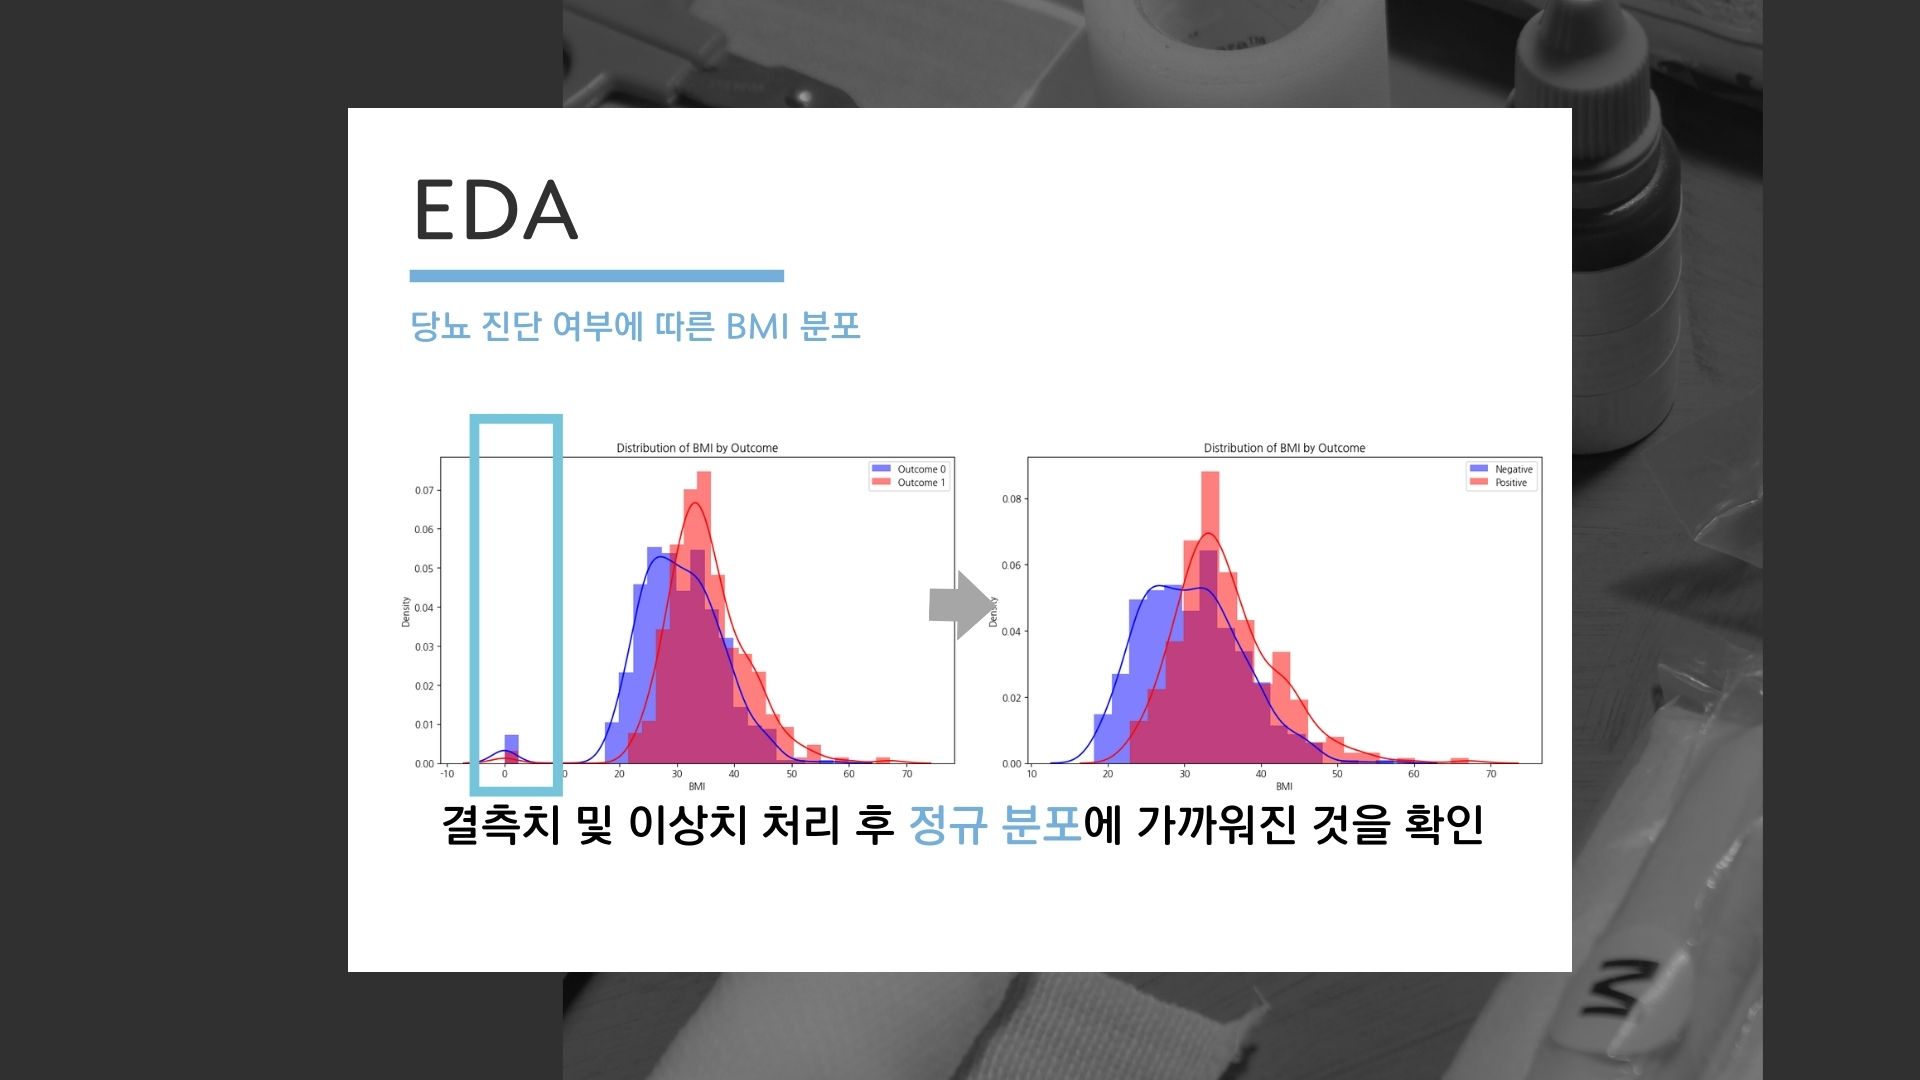 EDA
당뇨 진단 여부에 따른 BMI 분포
Distribution of BMI by Outcome
Outcome 0
Outcome 1
Density
0.07
0.06
0.05
0.04
0.03
0.02
0.01
0.00
-10 0 0 20 30 40 50 60 70
BMI
Distribution of BMI by Outcome
Negative
Positive
Density
0.08
0.06
0.04
0.02
0.00
10 20 30 40 50 60 70
BMI
결측치 및 이상치 처리 후 정규 분포에 가까워진 것을 확인
M